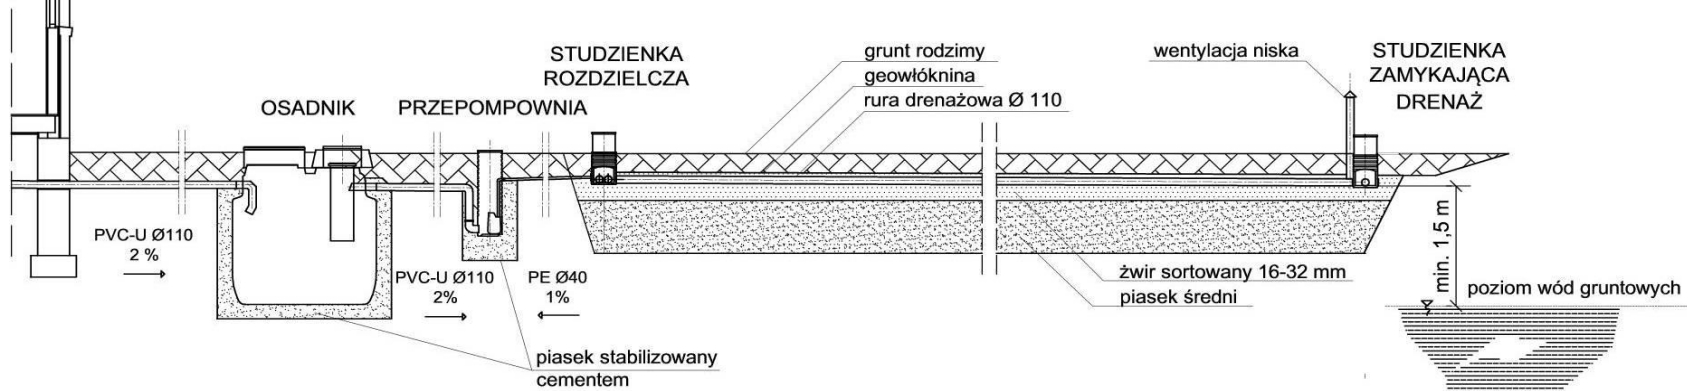 OSADNIK
PRZEPOMPOWNIA
STUDZIENKA
ROZDZIELCZA
grunt rodzimy
geowłóknina
rura drenażowa Ø 110
wentylacja niska
STUDZIENKA
ZAMYKAJĄCA
DRENAŻ
PVC-U Ø110
2 %
PVC-U Ø110
2%
PE Ø40
1%
żwir sortowany 16-32 mm
piasek średni
min. 1,5 m
poziom wód gruntowych
piasek stabilizowany
cementem